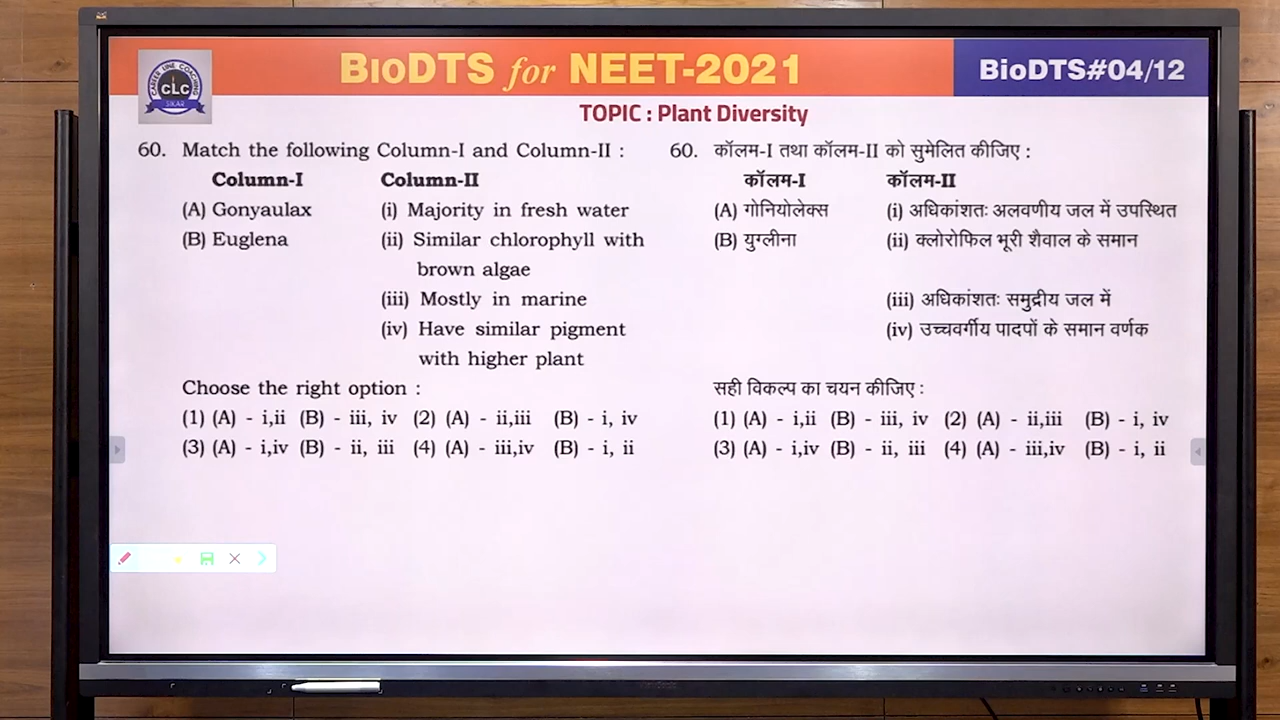 CAREER LINE COACHING
CLC
SIKAR
BIODTS for NEET-2021
BioDTS#04/12
TOPIC : Plant Diversity
60. Match the following Column-I and Column-II :
Column-I Column-II
(A) Gonyaulax (i) Majority in fresh water
(B) Euglena (ii) Similar chlorophyll with
brown algae
(iii) Mostly in marine
(iv) Have similar pigment
with higher plant
Choose the right option :
(1) (A) - i,ii (B) - iii, iv (2) (A) - ii,iii (B) - i, iv
(3) (A) - i,iv (B) - ii, iii (4) (A) - iii,iv (B) - i, ii
60. कॉलम-I तथा कॉलम-II को सुमेलित कीजिए :
कॉलम-I कॉलम-II
(A) गोनियोलेक्स (i) अधिकांशतः अलवणीय जल में उपस्थित
(B) युग्लीना (ii) क्लोरोफिल भूरी शैवाल के समान
(iii) अधिकांशतः समुद्रीय जल में
(iv) उच्चवर्गीय पादपों के समान वर्णक
सही विकल्प का चयन कीजिए :
(1) (A) - i,ii (B) - iii, iv (2) (A) - ii,iii (B) - i, iv
(3) (A) - i,iv (B) - ii, iii (4) (A) - iii,iv (B) - i, ii